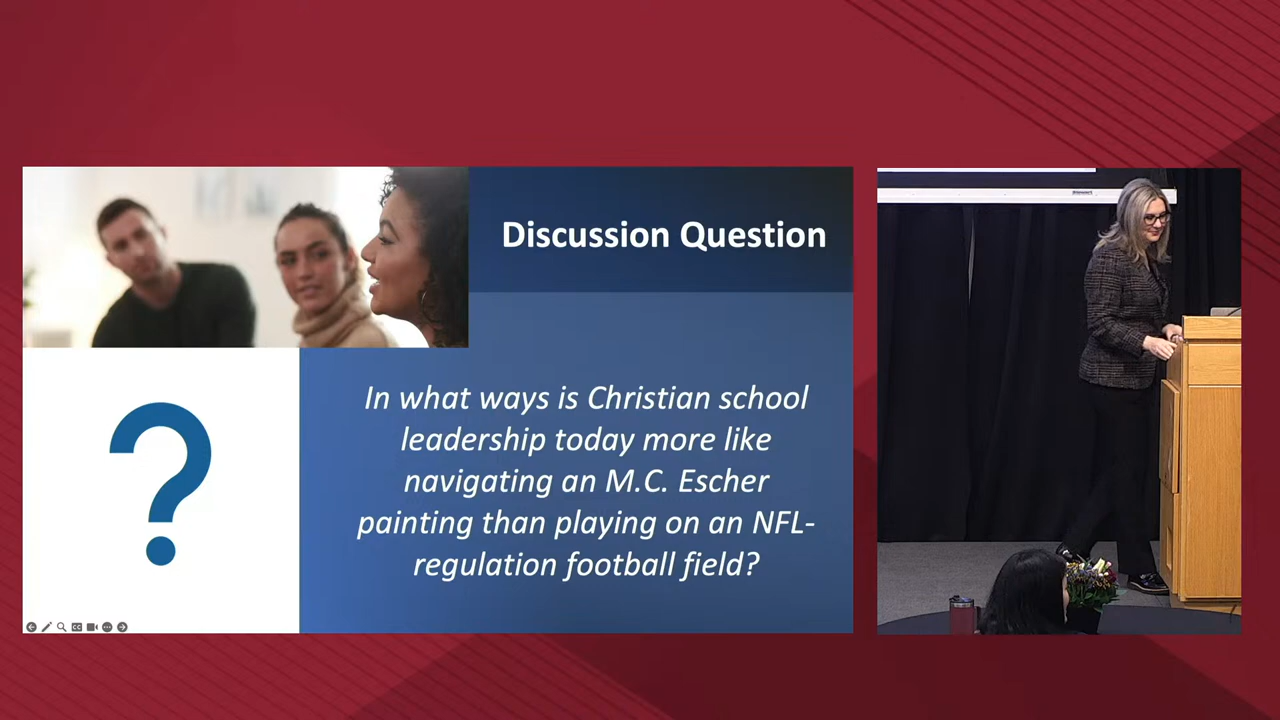 Discussion Question
In what ways is Christian school
leadership today more like
navigating an M.C. Escher
painting than playing on an NFL-
regulation football field?